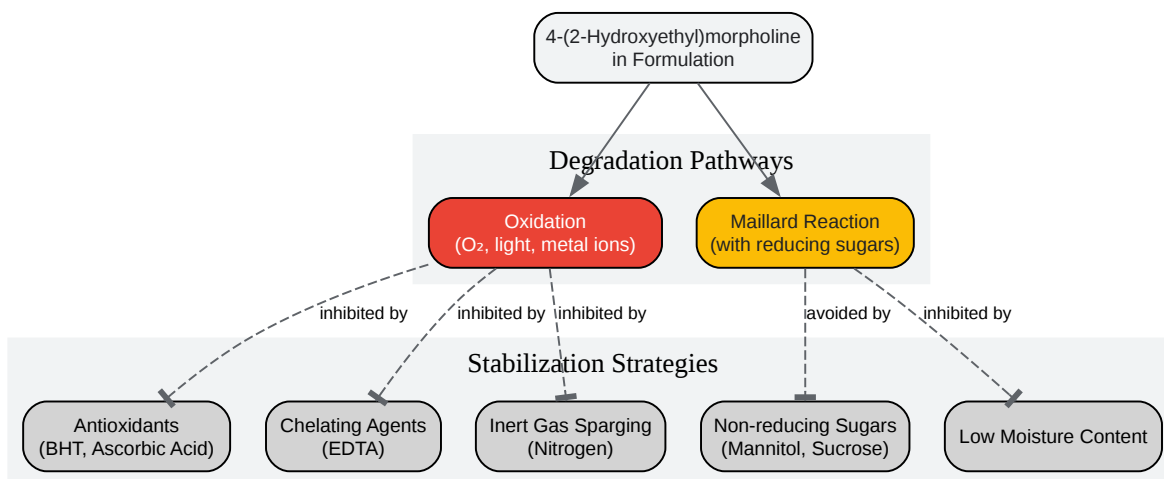 4-(2-Hydroxyethyl)morpholine
in Formulation
Degradation Pathways
Oxidation
(O₂, light, metal ions)
Maillard Reaction
(with reducing sugars)
inhibited by
inhibited by
inhibited by
avoided by
inhibited by
Stabilization Strategies
Antioxidants
(BHT, Ascorbic Acid)
Chelating Agents
(EDTA)
Inert Gas Sparging
(Nitrogen)
Non-reducing Sugars
(Mannitol, Sucrose)
Low Moisture Content